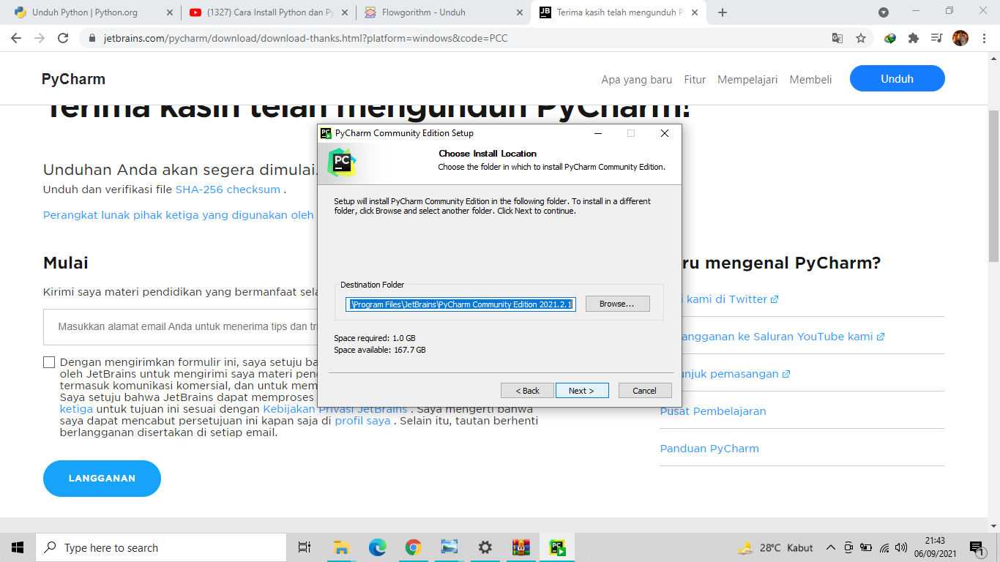 Unduh Python | Python.org
(1327) Cara Install Python dan Py
Flowgorithm - Unduh
JB
Terima kasih telah mengunduh P
jetbrains.com/pycharm/download/download-thanks.html?platform=windows&code=PCC
PyCharm
Apa yang baru
Fitur
Mempelajari
Membeli
Unduh
Terima kasih telah mengunduh PyCharm!
Unduhan Anda akan segera dimulai.
Unduh dan verifikasi file SHA-256 checksum .
Perangkat lunak pihak ketiga yang digunakan oleh
Mulai
Kirimi saya materi pendidikan yang bermanfaat sela
Masukkan alamat email Anda untuk menerima tips dan tri
Dengan mengirimkan formulir ini, saya setuju ba
oleh JetBrains untuk mengirimi saya materi pen
termasuk komunikasi komersial, dan untuk mem
Saya setuju bahwa JetBrains dapat memproses
ketiga untuk tujuan ini sesuai dengan Kebijakan Privasi JetBrains . Saya mengerti bahwa
saya dapat mencabut persetujuan ini kapan saja di profil saya . Selain itu, tautan berhenti
berlangganan disertakan di setiap email.
LANGGANAN
PC
PyCharm Community Edition Setup
PC
Choose Install Location
Choose the folder in which to install PyCharm Community Edition.
Setup will install PyCharm Community Edition in the following folder. To install in a different
folder, click Browse and select another folder. Click Next to continue.
Destination Folder
:\Program Files\JetBrains\PyCharm Community Edition 2021.2.1
Browse...
Space required: 1.0 GB
Space available: 167.7 GB
< Back
Next >
Cancel
ru mengenal PyCharm?
i kami di Twitter
angganan ke Saluran YouTube kami
unjuk pemasangan
Pusat Pembelajaran
Panduan PyCharm
Type here to search
PC
28°C Kabut
21:43
06/09/2021
1